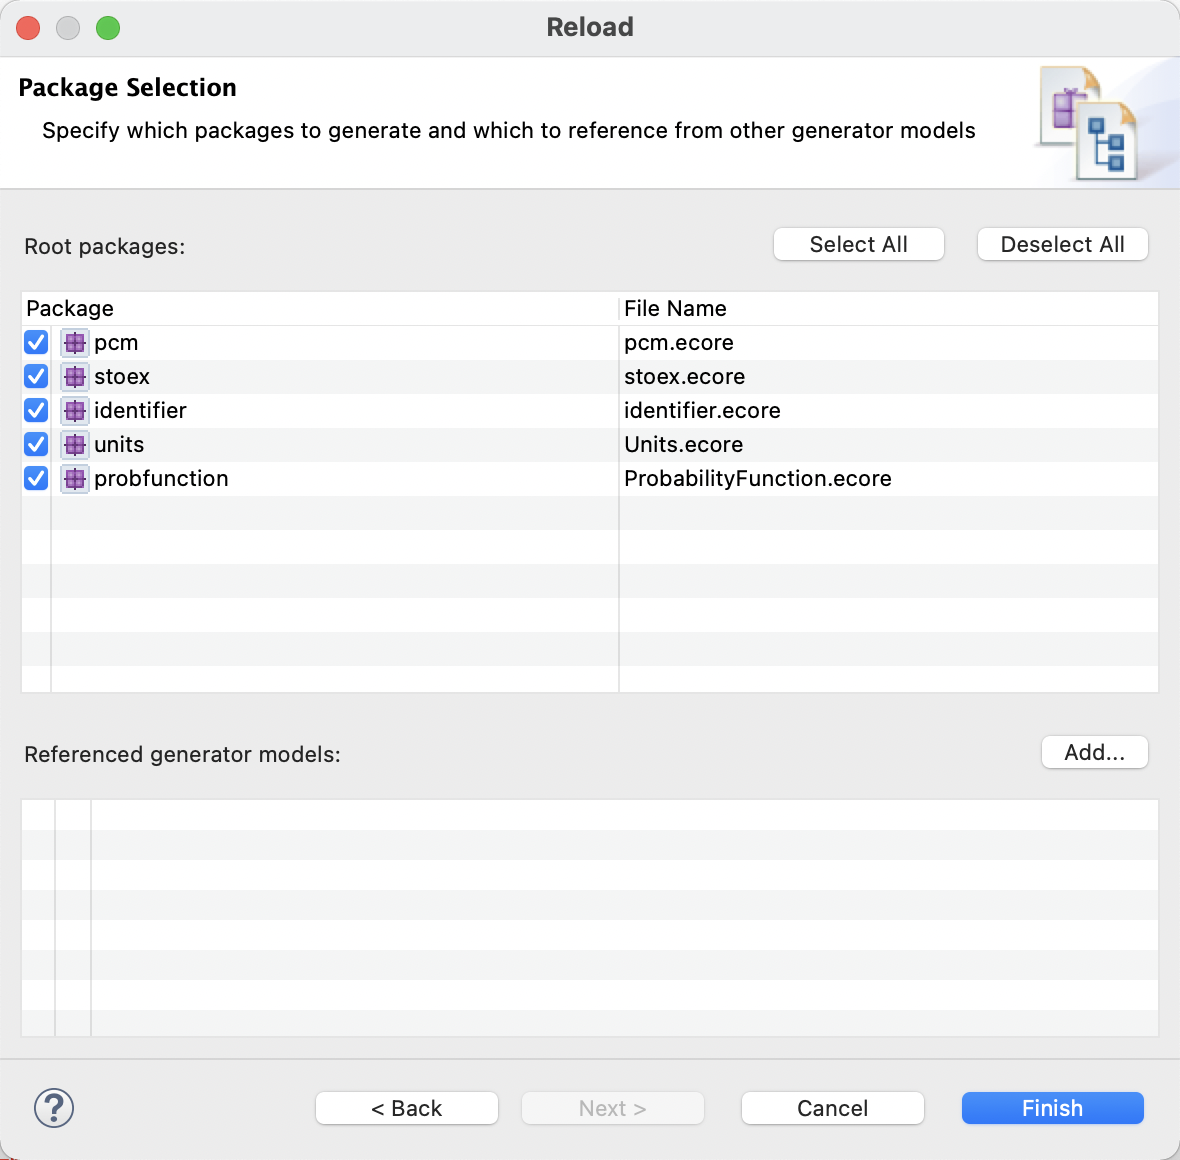 Reload
Package Selection
Specify which packages to generate and which to reference from other generator models
Root packages:
Select All
Deselect All
Package
File Name
pcm
pcm.ecore
stoex
stoex.ecore
identifier
identifier.ecore
units
Units.ecore
probfunction
ProbabilityFunction.ecore
Referenced generator models:
Add...
?
< Back
Next >
Cancel
Finish